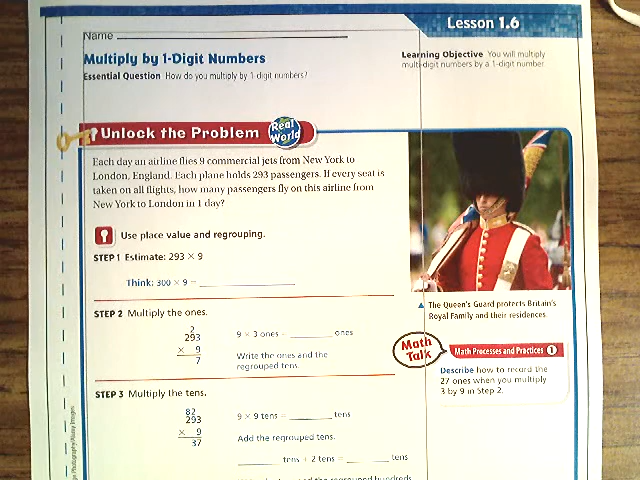 Lesson 1.6
Name
Multiply by 1-Digit Numbers
Essential Question How do you multiply by 1-digit numbers?
Learning Objective You will multiply
multi-digit numbers by a 1-digit number
Unlock the Problem
Real
World
Each day an airline flies 9 commercial jets from New York to
London, England. Each plane holds 293 passengers. If every seat is
taken on all flights, how many passengers fly on this airline from
New York to London in 1 day?
Use place value and regrouping.
STEP 1 Estimate: 293 × 9
Think: 300 × 9 =
The Queen's Guard protects Britain's
Royal Family and their residences.
STEP 2 Multiply the ones.
2
293
× 9
7
9 × 3 ones = ones
Write the ones and the
regrouped tens.
Math
Talk
Math Processes and Practices 1
Describe how to record the
27 ones when you multiply
3 by 9 in Step 2.
STEP 3 Multiply the tens.
82
293
× 9
37
9 × 9 tens = tens
Add the regrouped tens.
tens + 2 tens = tens
the regrouped hundreds
Photography/Alamy Images